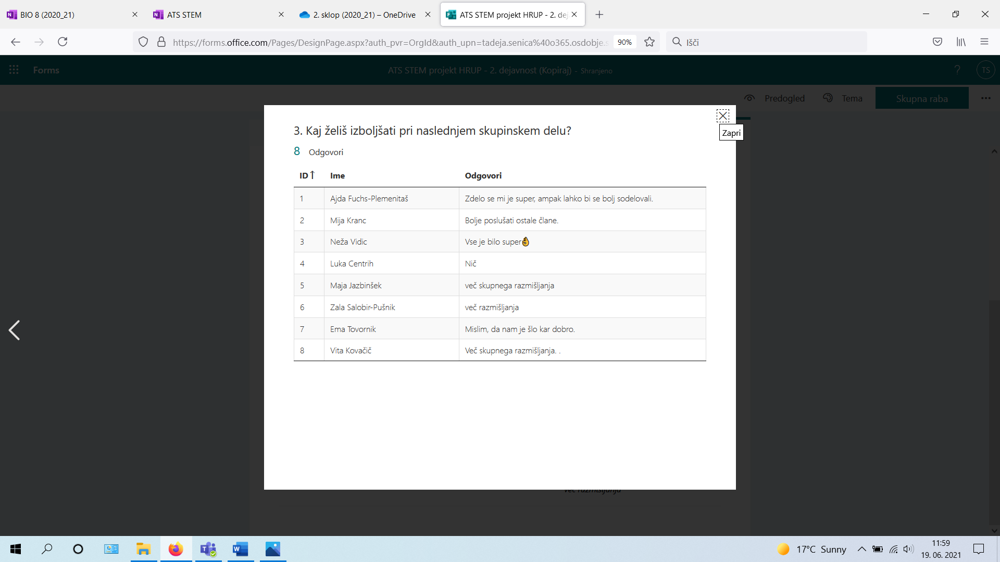 BIO 8 (2020_21)
ATS STEM
2. sklop (2020_21) – OneDrive
ATS STEM projekt HRUP - 2. dej
https://forms.office.com/Pages/DesignPage.aspx?auth_pvr=OrgId&auth_upn=tadeja.senica%40o365.osdobje.s
90%
Išči
Forms
ATS STEM projekt HRUP - 2. dejavnost (Kopiraj) - Shranjeno
?
TS
Predogled
Tema
Skupna raba
3. Kaj želiš izboljšati pri naslednjem skupinskem delu?
Zapri
8 Odgovori
ID↑ Ime Odgovori
1 Ajda Fuchs-Plemenitaš Zdelo se mi je super, ampak lahko bi se bolj sodelovali.
2 Mija Kranc Bolje poslušati ostale člane.
3 Neža Vidic Vse je bilo super👌
4 Luka Centrih Nič
5 Maja Jazbinšek več skupnega razmišljanja
6 Zala Salobir-Pušnik več razmišljanja
7 Ema Tovornik Mislim, da nam je šlo kar dobro.
8 Vita Kovačič Več skupnega razmišljanja. .
več razmišljanja
17°C Sunny
11:59
19. 06. 2021